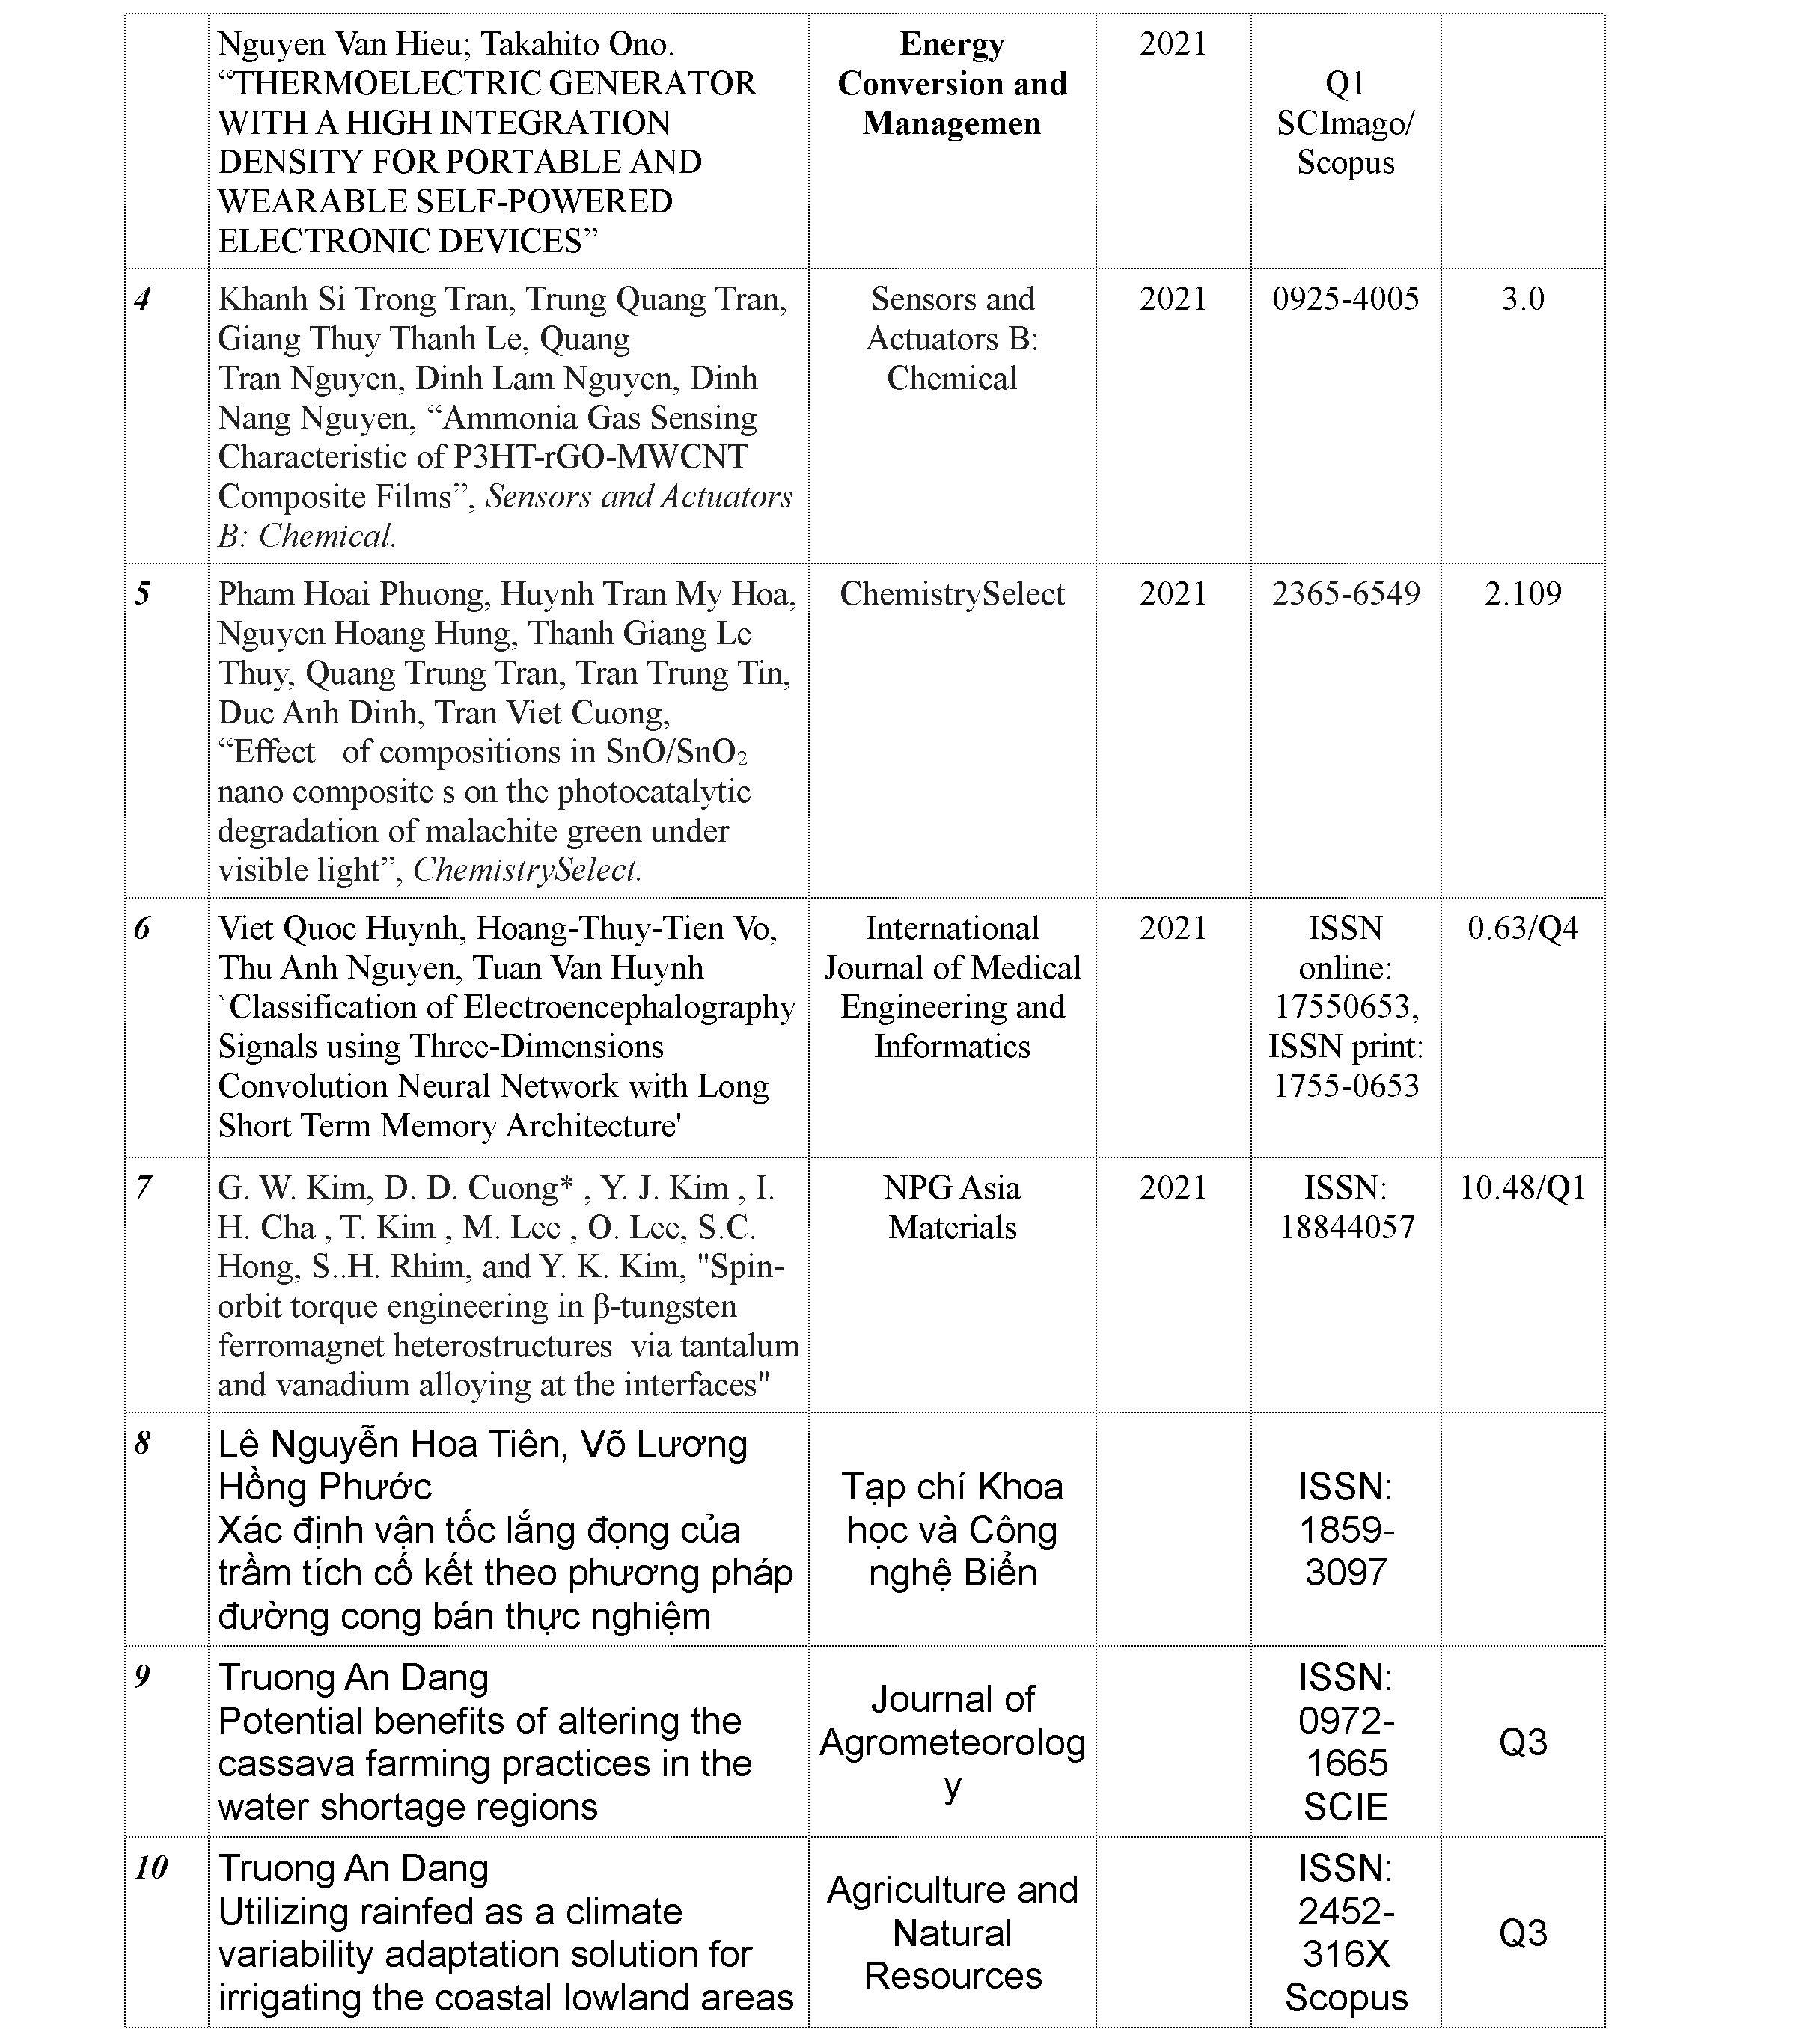 Nguyen Van Hieu; Takahito Ono.
“THERMOELECTRIC GENERATOR
WITH A HIGH INTEGRATION
DENSITY FOR PORTABLE AND
WEARABLE SELF-POWERED
ELECTRONIC DEVICES”
Energy
Conversion and
Managemen
2021
Q1
SCImago/
Scopus
4
Khanh Si Trong Tran, Trung Quang Tran,
Giang Thuy Thanh Le, Quang
Tran Nguyen, Dinh Lam Nguyen, Dinh
Nang Nguyen, “Ammonia Gas Sensing
Characteristic of P3HT-rGO-MWCNT
Composite Films”, Sensors and Actuators
B: Chemical.
Sensors and
Actuators B:
Chemical
2021
0925-4005
3.0
5
Pham Hoai Phuong, Huynh Tran My Hoa,
Nguyen Hoang Hung, Thanh Giang Le
Thuy, Quang Trung Tran, Tran Trung Tin,
Duc Anh Dinh, Tran Viet Cuong,
“Effect of compositions in SnO/SnO₂
nano composite s on the photocatalytic
degradation of malachite green under
visible light”, ChemistrySelect.
ChemistrySelect
2021
2365-6549
2.109
6
Viet Quoc Huynh, Hoang-Thuy-Tien Vo,
Thu Anh Nguyen, Tuan Van Huynh
`Classification of Electroencephalography
Signals using Three-Dimensions
Convolution Neural Network with Long
Short Term Memory Architecture'
International
Journal of Medical
Engineering and
Informatics
2021
ISSN
online:
17550653,
ISSN print:
1755-0653
0.63/Q4
7
G. W. Kim, D. D. Cuong* , Y. J. Kim , I.
H. Cha , T. Kim , M. Lee , O. Lee, S.C.
Hong, S..H. Rhim, and Y. K. Kim, "Spin-
orbit torque engineering in β-tungsten
ferromagnet heterostructures via tantalum
and vanadium alloying at the interfaces"
NPG Asia
Materials
2021
ISSN:
18844057
10.48/Q1
8
Lê Nguyễn Hoa Tiên, Võ Lương
Hồng Phước
Xác định vận tốc lắng đọng của
trầm tích cố kết theo phương pháp
đường cong bán thực nghiệm
Tạp chí Khoa
học và Công
nghệ Biển
ISSN:
1859-
3097
9
Truong An Dang
Potential benefits of altering the
cassava farming practices in the
water shortage regions
Journal of
Agrometeorolog
y
ISSN:
0972-
1665
SCIE
Q3
10
Truong An Dang
Utilizing rainfed as a climate
variability adaptation solution for
irrigating the coastal lowland areas
Agriculture and
Natural
Resources
ISSN:
2452-
316X
Scopus
Q3